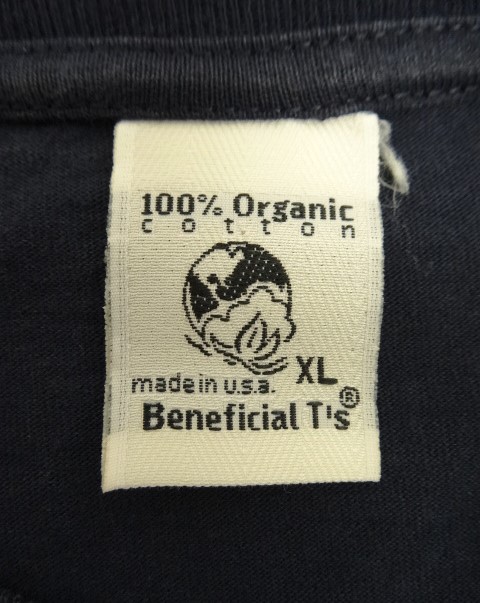 100% Organic
cotton
XL
made in u.s.a.
Beneficial T's®